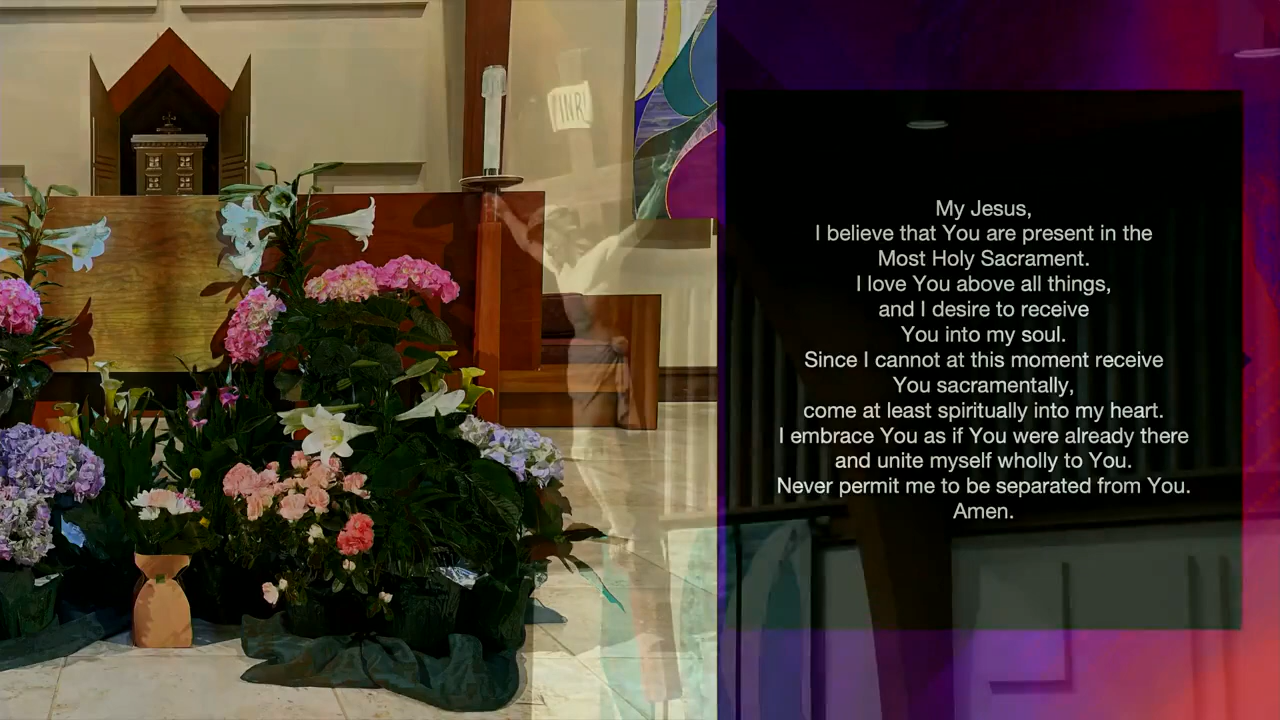 INRI
My Jesus,
I believe that You are present in the
Most Holy Sacrament.
I love You above all things,
and I desire to receive
You into my soul.
Since I cannot at this moment receive
You sacramentally,
come at least spiritually into my heart.
I embrace You as if You were already there
and unite myself wholly to You.
Never permit me to be separated from You.
Amen.